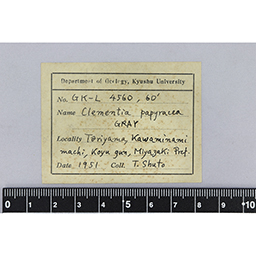 Department of Geology, Kyushu University
No. GK-L 4560, 60'
Name Clementia papyracea
GRAY
Locality Tōriyama, Kawaminami
machi, Koyu gun, Miyazaki Pref.
Date 1951 Coll. T. Shuto
0 1 2 3 4 5 6 7 8 9 10